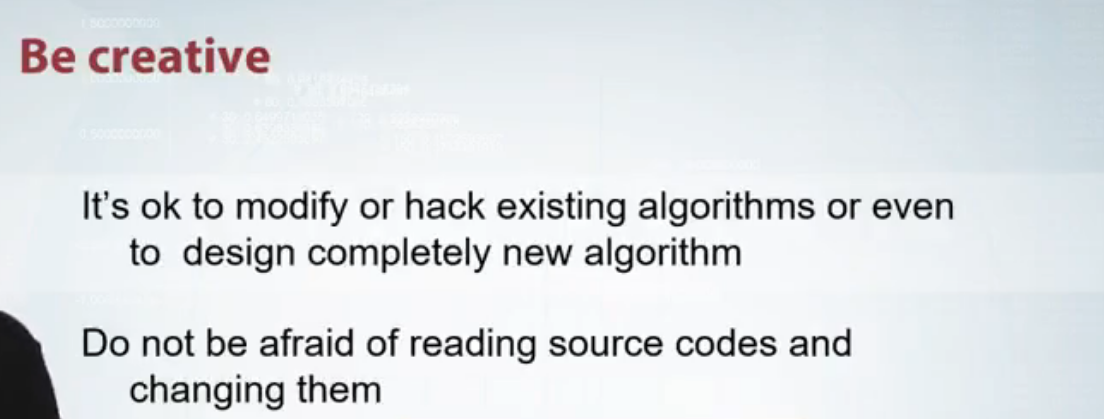 Be creative
It's ok to modify or hack existing algorithms or even
to design completely new algorithm
Do not be afraid of reading source codes and
changing them